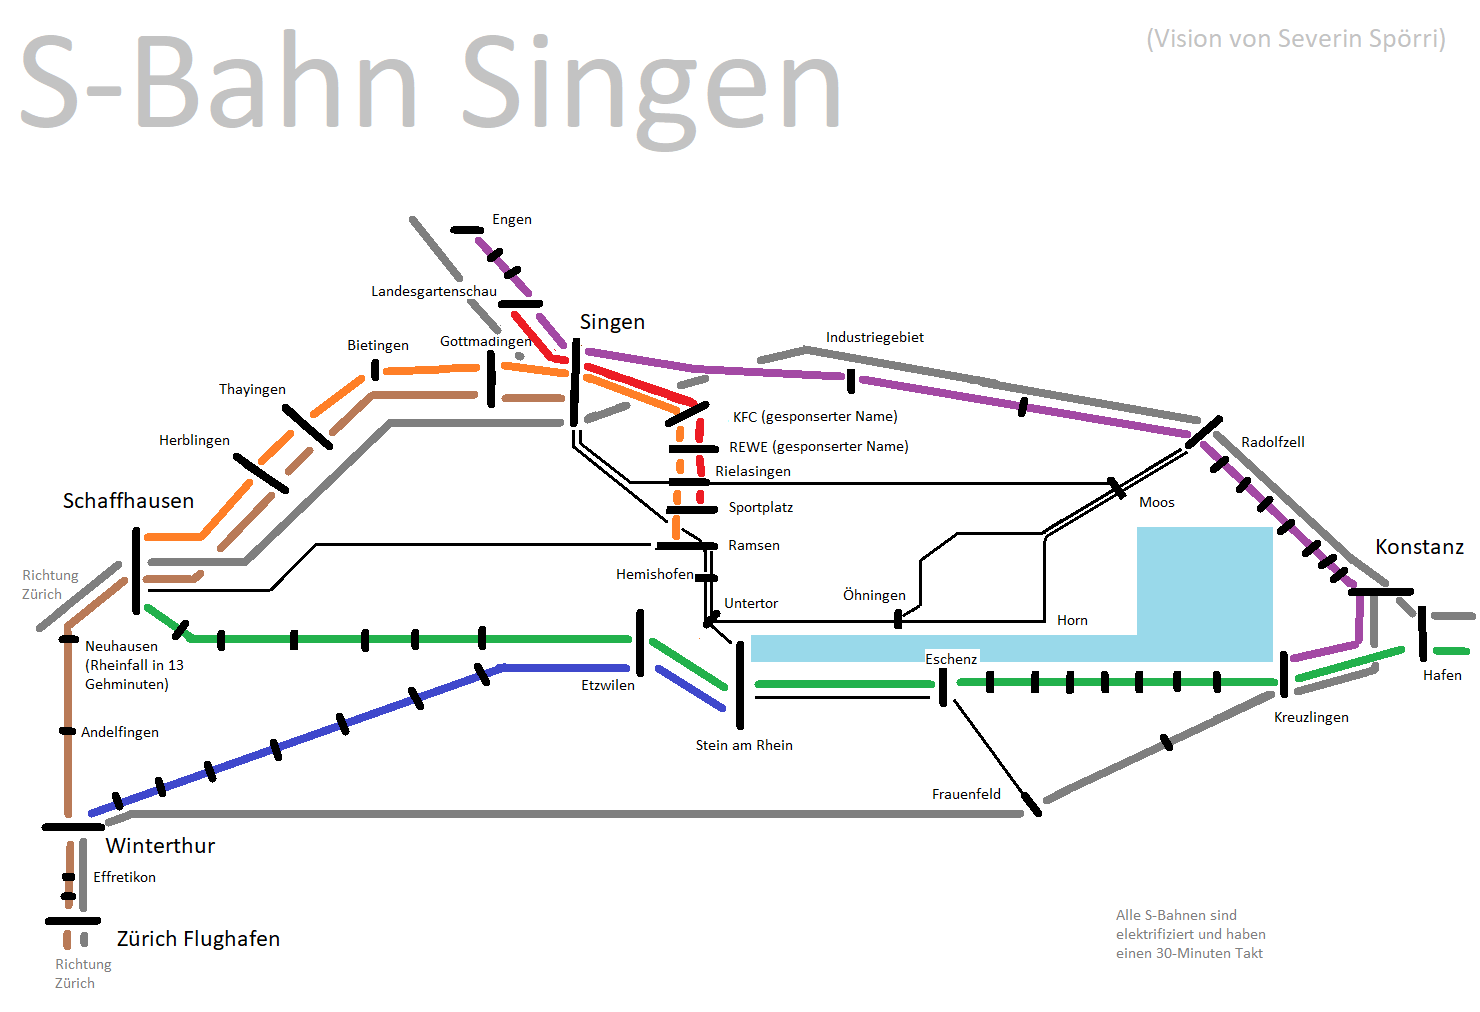 S-Bahn Singen
(Vision von Severin Spörri)
Engen
Landesgartenschau
Singen
Gottmadingen
Bietingen
Industriegebiet
Thayingen
KFC (gesponserter Name)
Herblingen
REWE (gesponserter Name)
Radolfzell
Rielasingen
Schaffhausen
Moos
Sportplatz
Ramsen
Konstanz
Richtung
Zürich
Hemishofen
Öhningen
Untertor
Horn
Neuhausen
(Rheinfall in 13
Gehminuten)
Eschenz
Etzwilen
Hafen
Kreuzlingen
Andelfingen
Stein am Rhein
Frauenfeld
Winterthur
Effretikon
Zürich Flughafen
Richtung
Zürich
Alle S-Bahnen sind
elektrifiziert und haben
einen 30-Minuten Takt